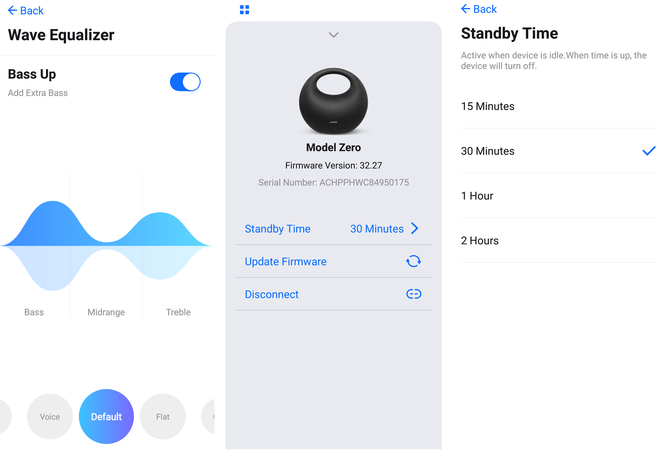 Back
Wave Equalizer
Bass Up
Add Extra Bass
Bass
Midrange
Treble
Voice
Default
Flat
Model Zero
Firmware Version: 32.27
Serial Number: ACHPPHWC84950175
Standby Time
30 Minutes
Update Firmware
Disconnect
Back
Standby Time
Active when device is idle.When time is up, the
device will turn off.
15 Minutes
30 Minutes
1 Hour
2 Hours